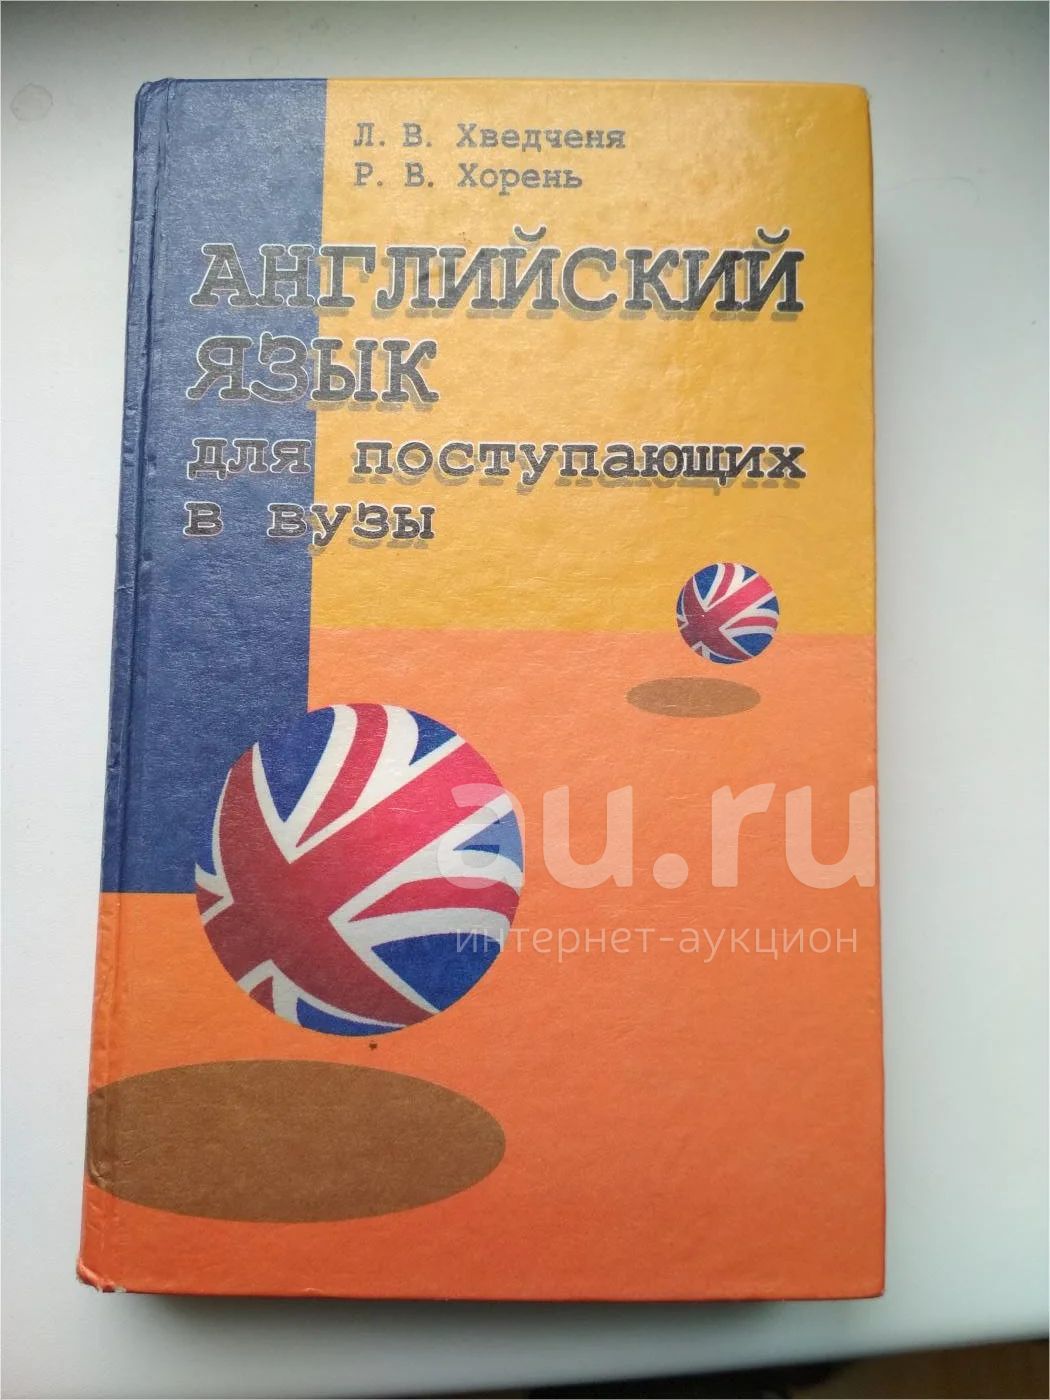 Л. В. Хведченя
Р. В. Хорень
АНГЛИЙСКИЙ
ЯЗЫК
для поступающих
в вузы
au.ru
интернет-аукцион